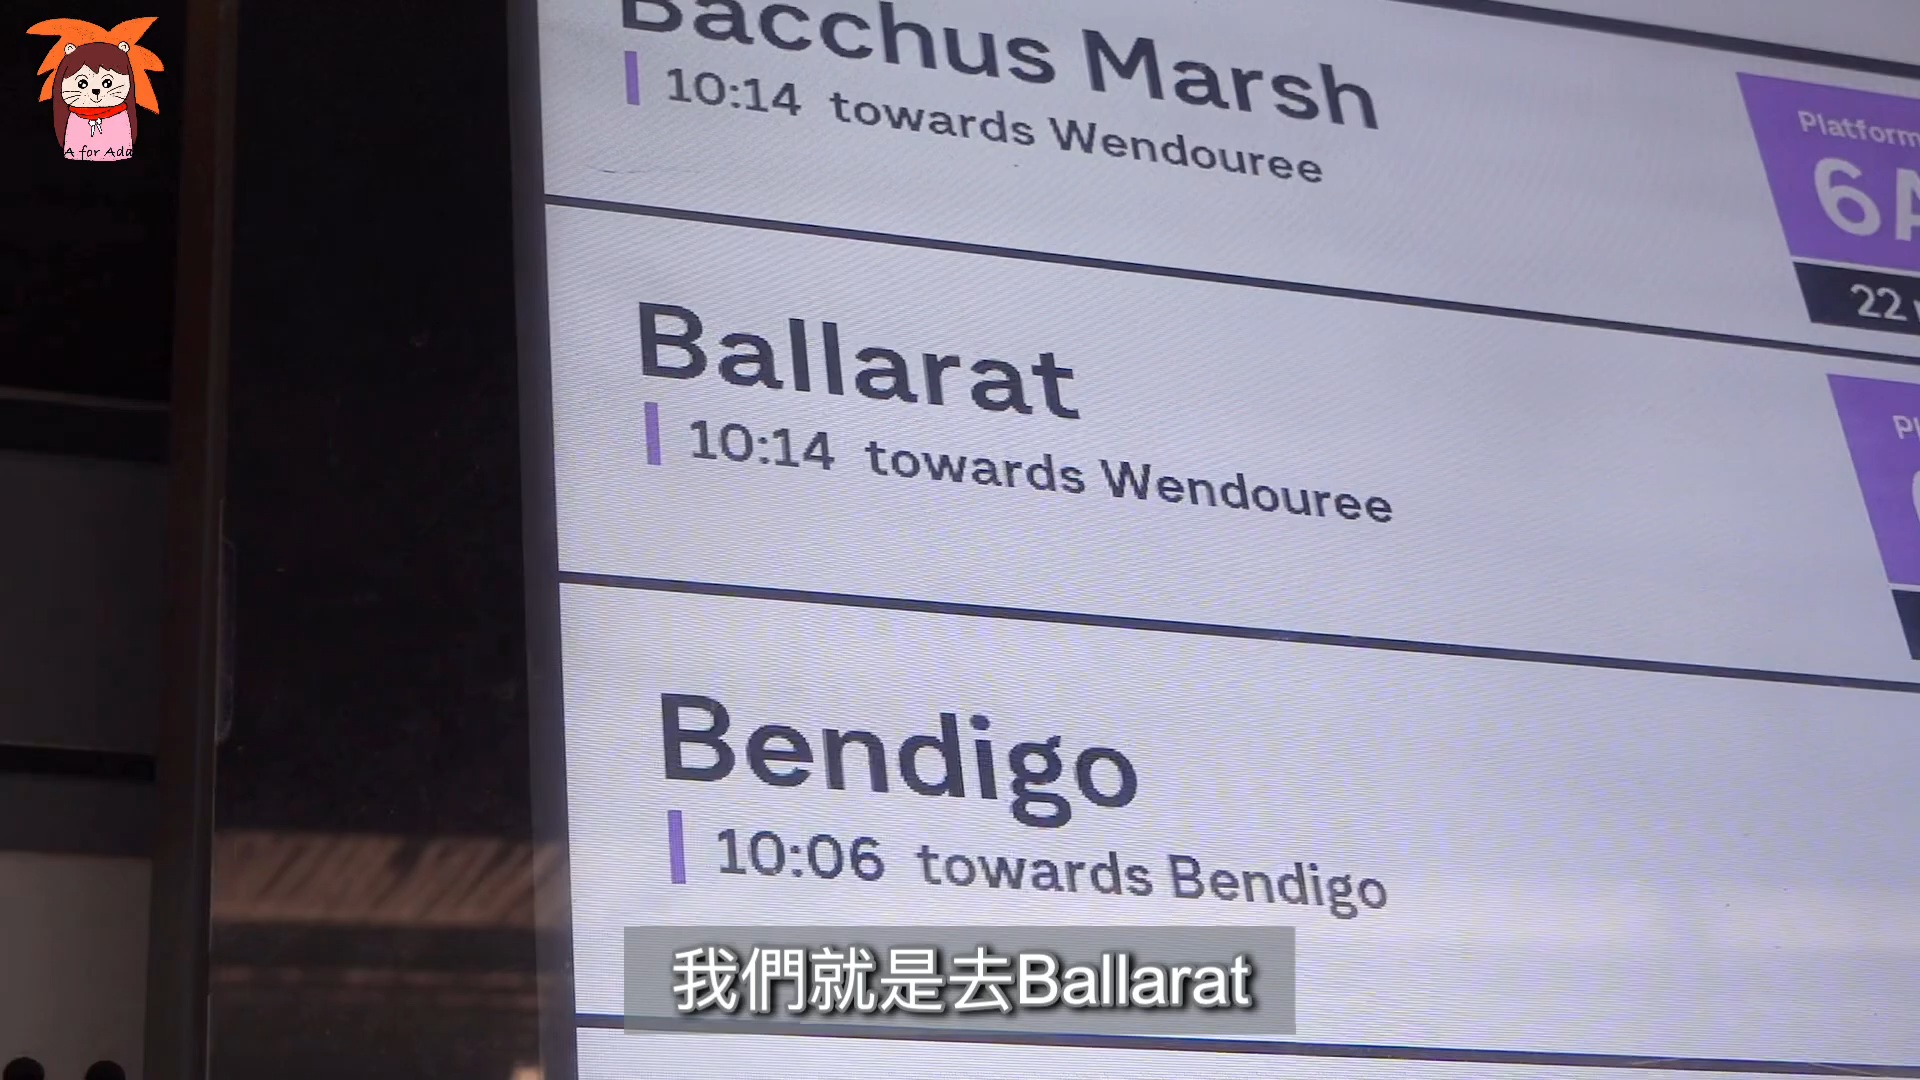 Bacchus Marsh
10:14 towards Wendouree
Platform
6A
22
Ballarat
10:14 towards Wendouree
Bendigo
10:06 towards Bendigo
我們就是去Ballarat
A for Ada